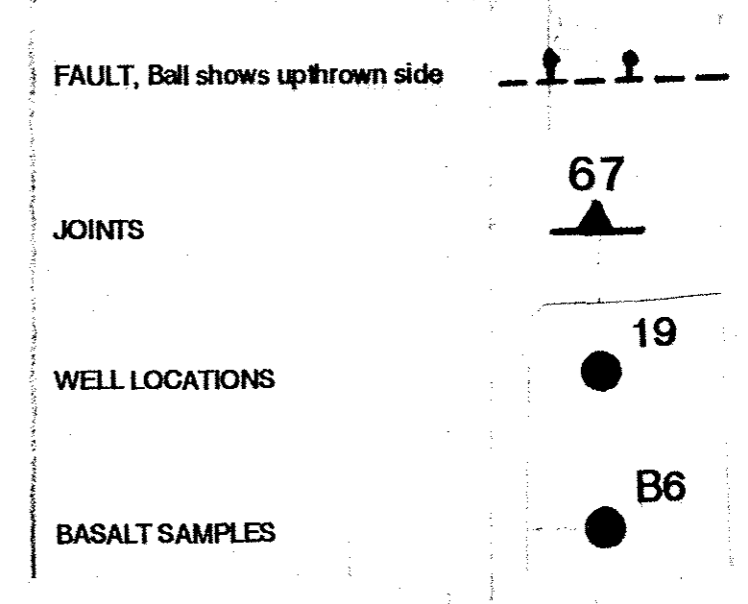 FAULT, Ball shows upthrown side
67
JOINTS
19
WELL LOCATIONS
B6
BASALT SAMPLES